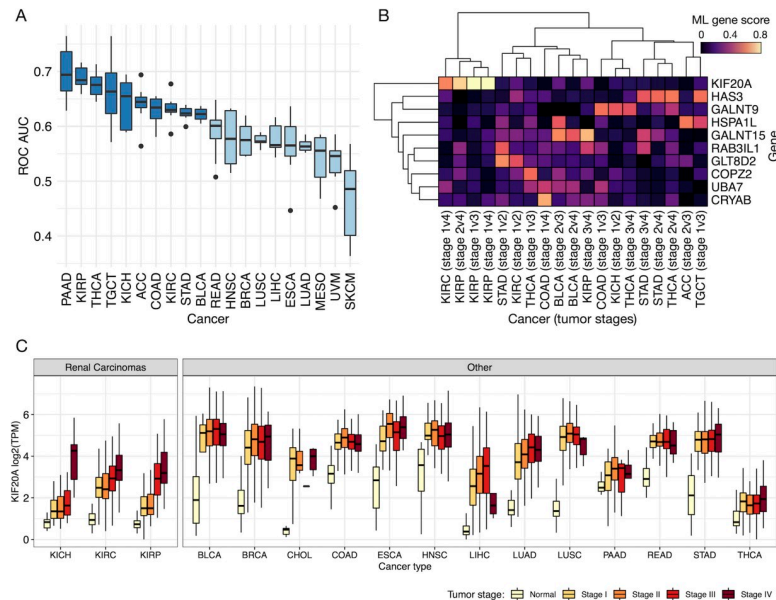 A
ROC AUC
0.7
0.6
0.5
0.4
PAAD
KIRP
THCA
TGCT
KICH
ACC
COAD
KIRC
STAD
BLCA
READ
HNSC
BRCA
LUSC
LIHC
ESCA
LUAD
MESO
UVM
SKCM
Cancer
B
ML gene score
0 0.4 0.8
KIF20A
HAS3
GALNT9
HSPA1L
GALNT15
RAB3IL1
GLT8D2
COPZ2
UBA7
CRYAB
Gene
KIRC (stage 1v4)
KIRP (stage 2v4)
KIRP (stage 1v3)
KIRP (stage 1v4)
STAD (stage 1v2)
KIRC (stage 1v2)
THCA (stage 1v2)
COAD (stage 1v4)
BLCA (stage 2v3)
BLCA (stage 2v4)
KIRP (stage 3v4)
COAD (stage 1v3)
KICH (stage 1v2)
THCA (stage 3v4)
STAD (stage 3v4)
STAD (stage 2v4)
THCA (stage 2v4)
ACC (stage 2v3)
TGCT (stage 1v3)
Cancer (tumor stages)
C
Renal Carcinomas
Other
KIF20A log2(TPM)
6
4
2
0
KICH KIRC KIRP BLCA BRCA CHOL COAD ESCA HNSC LIHC LUAD LUSC PAAD READ STAD THCA
Cancer type
Tumor stage: Normal Stage I Stage II Stage III Stage IV